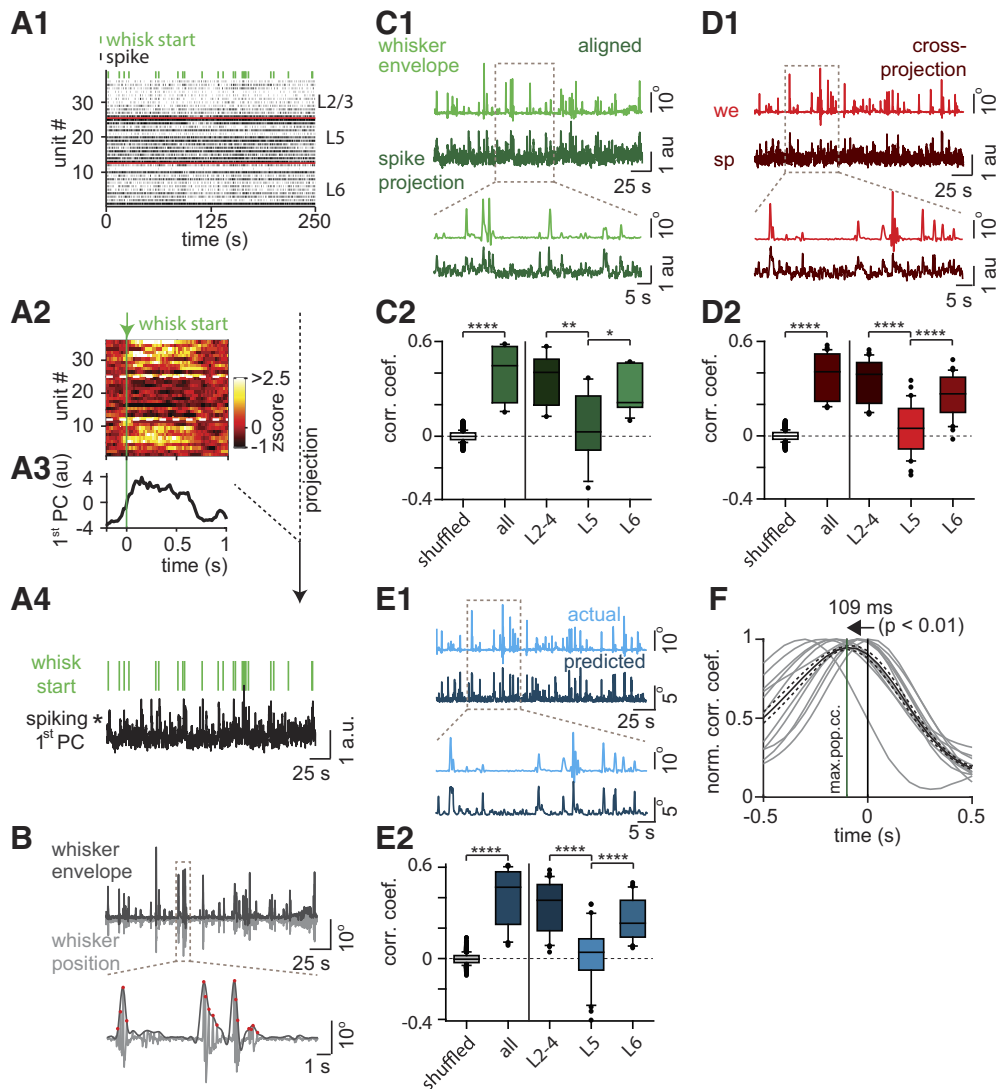 A1
whisk start
spike
unit #
30
20
10
L2/3
L5
L6
0
125
250
time (s)
A2
whisk start
unit #
30
20
10
>2.5
0
-1
zscore
projection
A3
1st PC (au)
4
0
-4
0
0.5
1
time (s)
A4
whisk
start
spiking *
1st PC
1 a.u.
25 s
B
whisker
envelope
whisker
position
10°
25 s
10°
1 s
C1
whisker
envelope
aligned
10°
spike
projection
1 au
25 s
10°
1 au
5 s
C2
corr. coef.
0.6
0
-0.4
****
**
*
shuffled
all
L2-4
L5
L6
D1
cross-
projection
we
10°
sp
1 au
25 s
10°
1 au
5 s
D2
corr. coef.
0.6
0
-0.4
****
****
****
shuffled
all
L2-4
L5
L6
E1
actual
10°
predicted
5°
25 s
10°
5°
5 s
E2
corr. coef.
0.6
0
-0.4
****
****
****
shuffled
all
L2-4
L5
L6
F
109 ms
(p < 0.01)
norm. corr. coef.
1
0.5
0
max.pop.cc.
-0.5
0
0.5
time (s)